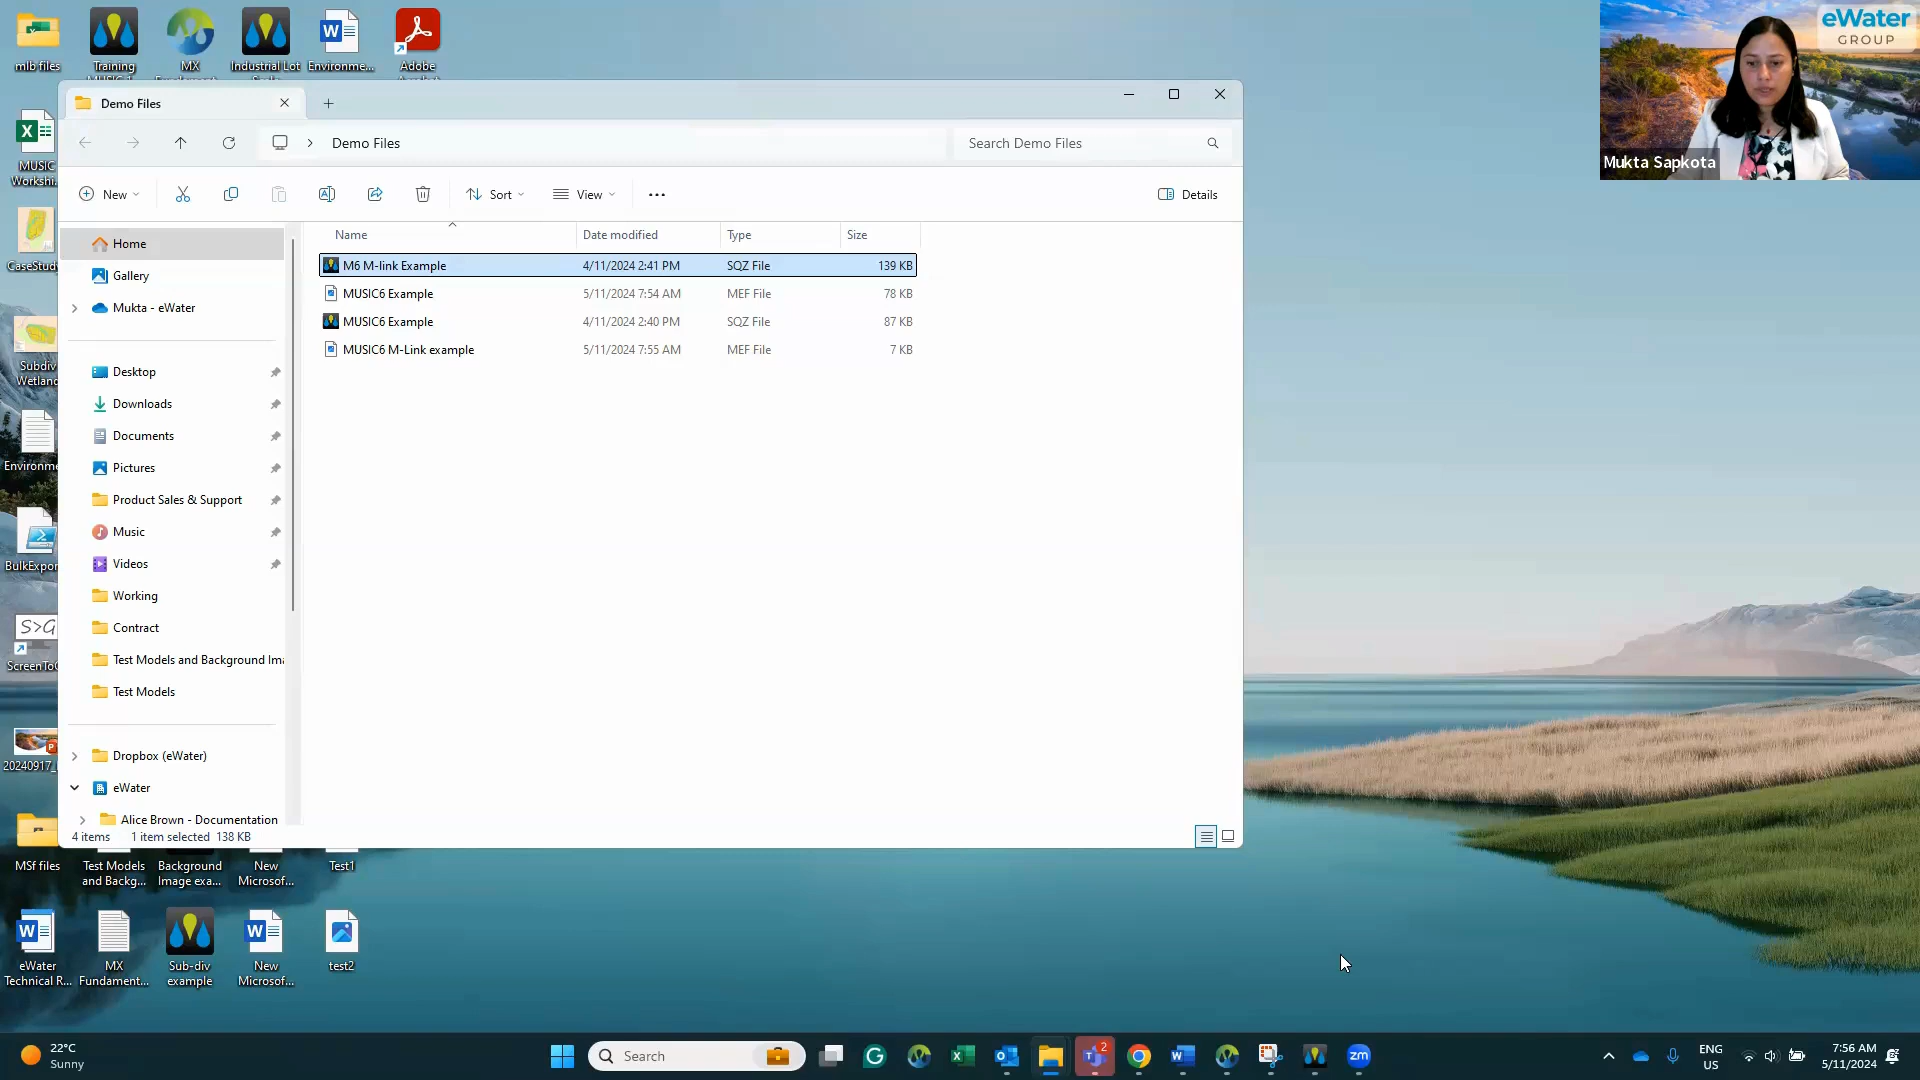 mlb files
Training
MX
Industrial Lot
Environme...
Adobe
MUSIC
Worksh...
CaseStudy
Subdiv
Wetland
Environme
BulkExpor
S>G
ScreenTo
20240917_
Demo Files
Demo Files
Search Demo Files
New
Sort
View
Details
Home
Gallery
Mukta - eWater
Desktop
Downloads
Documents
Pictures
Product Sales & Support
Music
Videos
Working
Contract
Test Models and Background Im
Test Models
Dropbox (eWater)
eWater
Alice Brown - Documentation
Name
Date modified
Type
Size
M6 M-link Example 4/11/2024 2:41 PM SQZ File 139 KB
MUSIC6 Example 5/11/2024 7:54 AM MEF File 78 KB
MUSIC6 Example 4/11/2024 2:40 PM SQZ File 87 KB
MUSIC6 M-Link example 5/11/2024 7:55 AM MEF File 7 KB
4 items 1 item selected 138 KB
MSf files
Test Models
and Backg...
Background
Image exa...
New
Microsof...
Test1
eWater
Technical R...
MX
Fundament...
Sub-div
example
New
Microsof...
test2
eWater
GROUP
Mukta Sapkota
22°C
Sunny
Search
2
zm
ENG
US
7:56 AM
5/11/2024